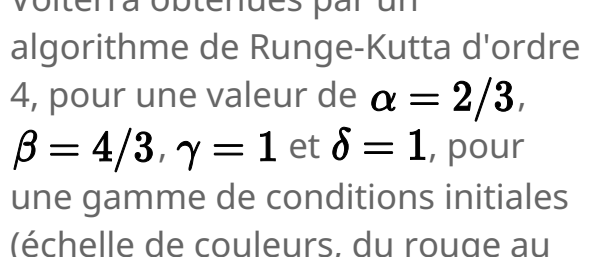 Volterra obtenues par un
algorithme de Runge-Kutta d'ordre
4, pour une valeur de α = 2/3,
β = 4/3, γ = 1 et δ = 1, pour
une gamme de conditions initiales
(échelle de couleurs, du rouge au